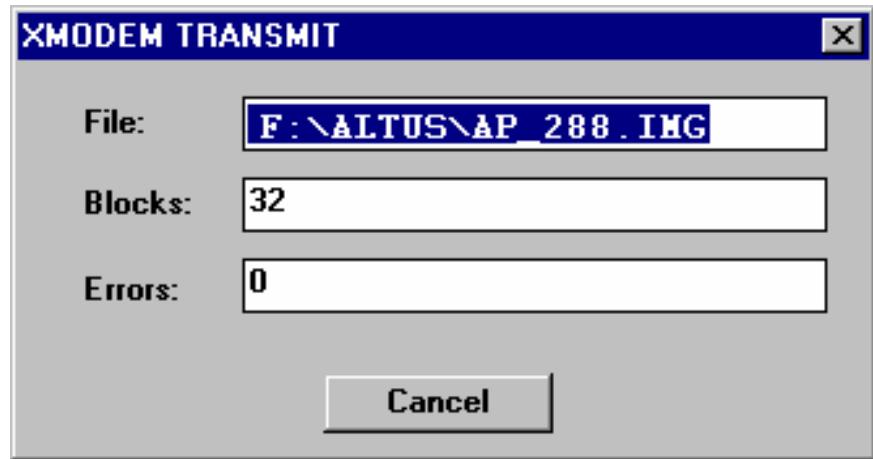 XMODEM TRANSMIT
File: F:\ALTUS\AP_288.IMG
Blocks: 32
Errors: 0
Cancel